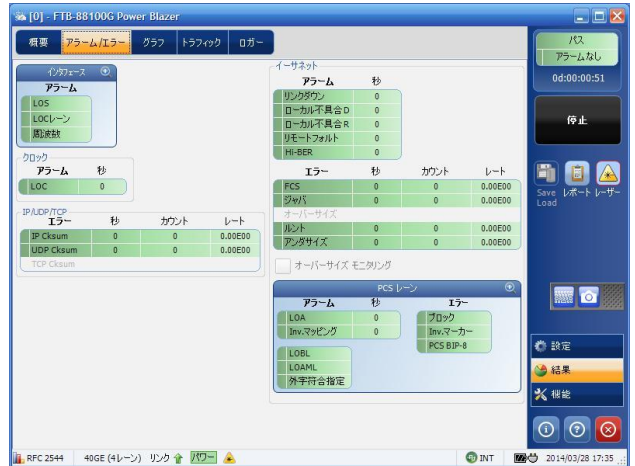 [0] - FTB-88100G Power Blazer
概要 アラーム/エラー グラフ トラフィック ロガー
インタフェース
アラーム
LOS
LOCレーン
周波数
クロック
アラーム 秒
LOC 0
IP/UDP/TCP
エラー 秒 カウント レート
IP Cksum 0 0 0.00E00
UDP Cksum 0 0 0.00E00
TCP Cksum
イーサネット
アラーム 秒
リンクダウン 0
ローカル不具合 D 0
ローカル不具合 R 0
リモートフォルト 0
HI-BER 0
エラー 秒 カウント レート
FCS 0 0 0.00E00
ジャバ 0 0 0.00E00
オーバーサイズ
ルント 0 0 0.00E00
アンダサイズ 0 0 0.00E00
オーバーサイズ モニタリング
PCS レーン
アラーム 秒 エラー
LOA 0 ブロック
Inv.マッピング 0 Inv.マーカー
PCS BIP-8
LOBL
LOAML
外字符合指定
パス
アラームなし
0d:00:00:51
停止
Save レポート レーザー
Load
設定
結果
機能
RFC 2544 40GE (4レーン) リンク パワー INT 2014/03/28 17:35